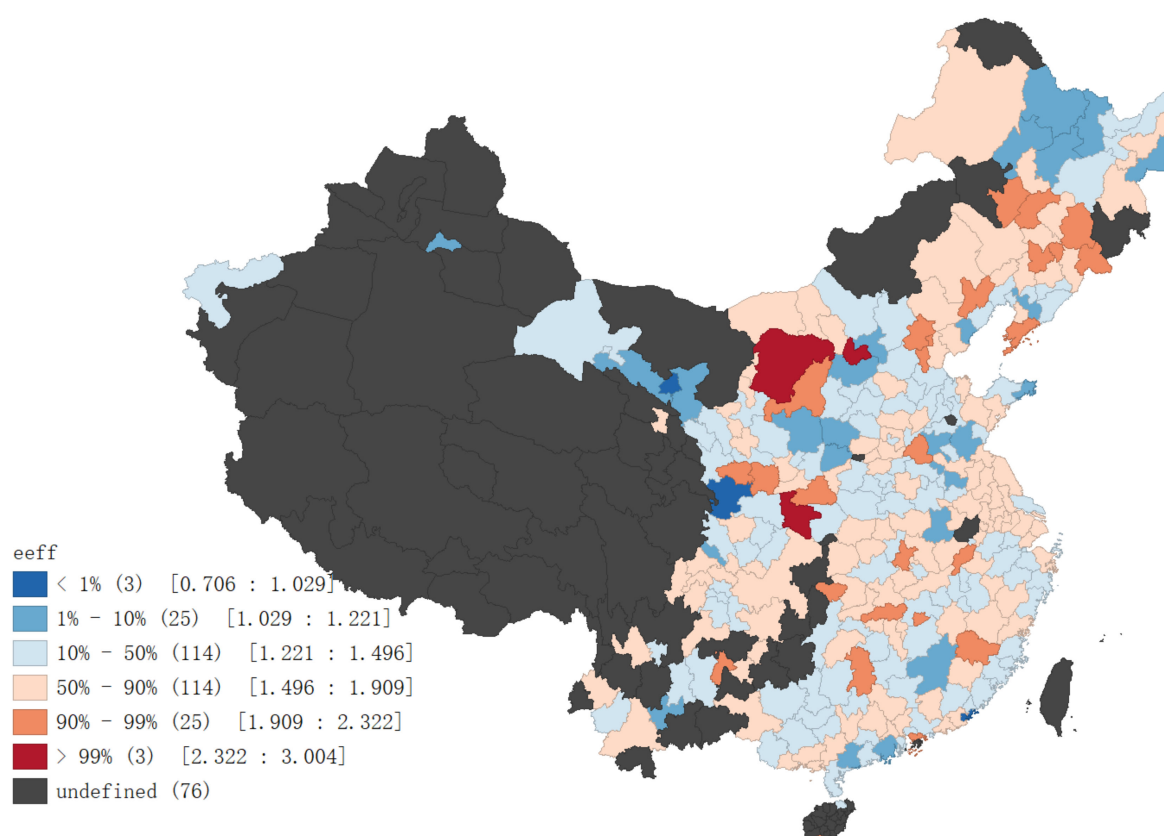 eeff
< 1% (3) [0.706 : 1.029]
1% - 10% (25) [1.029 : 1.221]
10% - 50% (114) [1.221 : 1.496]
50% - 90% (114) [1.496 : 1.909]
90% - 99% (25) [1.909 : 2.322]
> 99% (3) [2.322 : 3.004]
undefined (76)